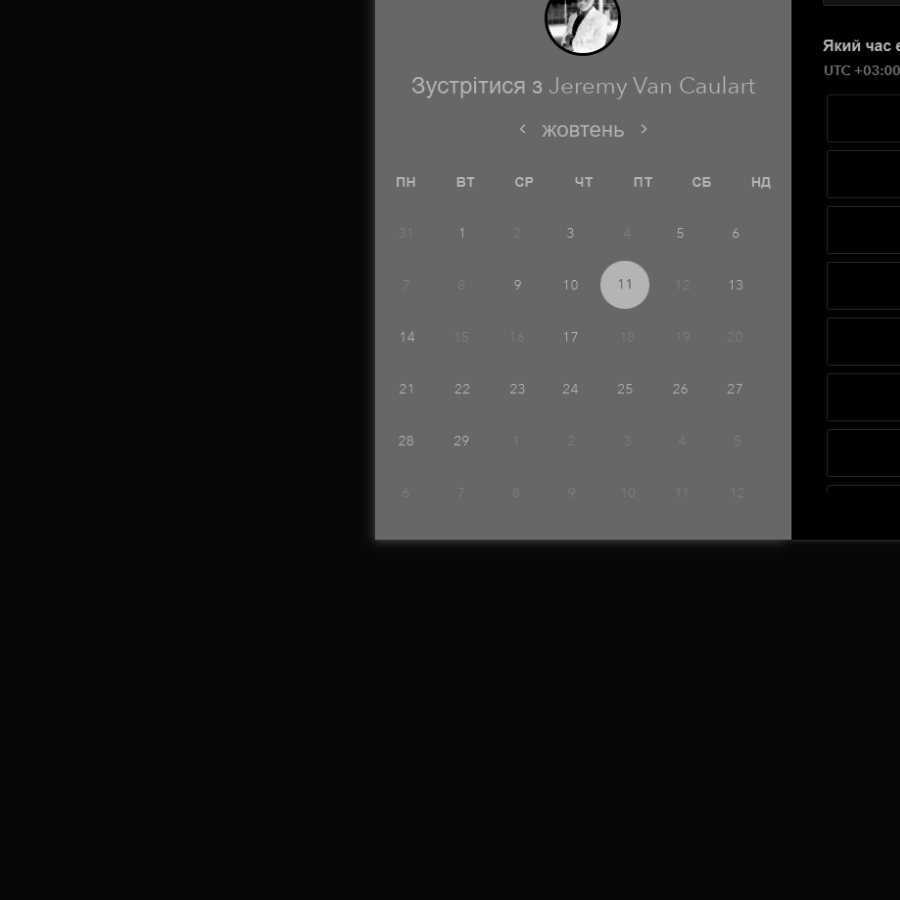 Який час
UTC +03:00
Зустрітися з Jeremy Van Caulart
жовтень
ПН ВТ СР ЧТ ПТ СБ НД
31 1 2 3 4 5 6
7 8 9 10 11 12 13
14 15 16 17 18 19 20
21 22 23 24 25 26 27
28 29 1 2 3 4 5
6 7 8 9 10 11 12